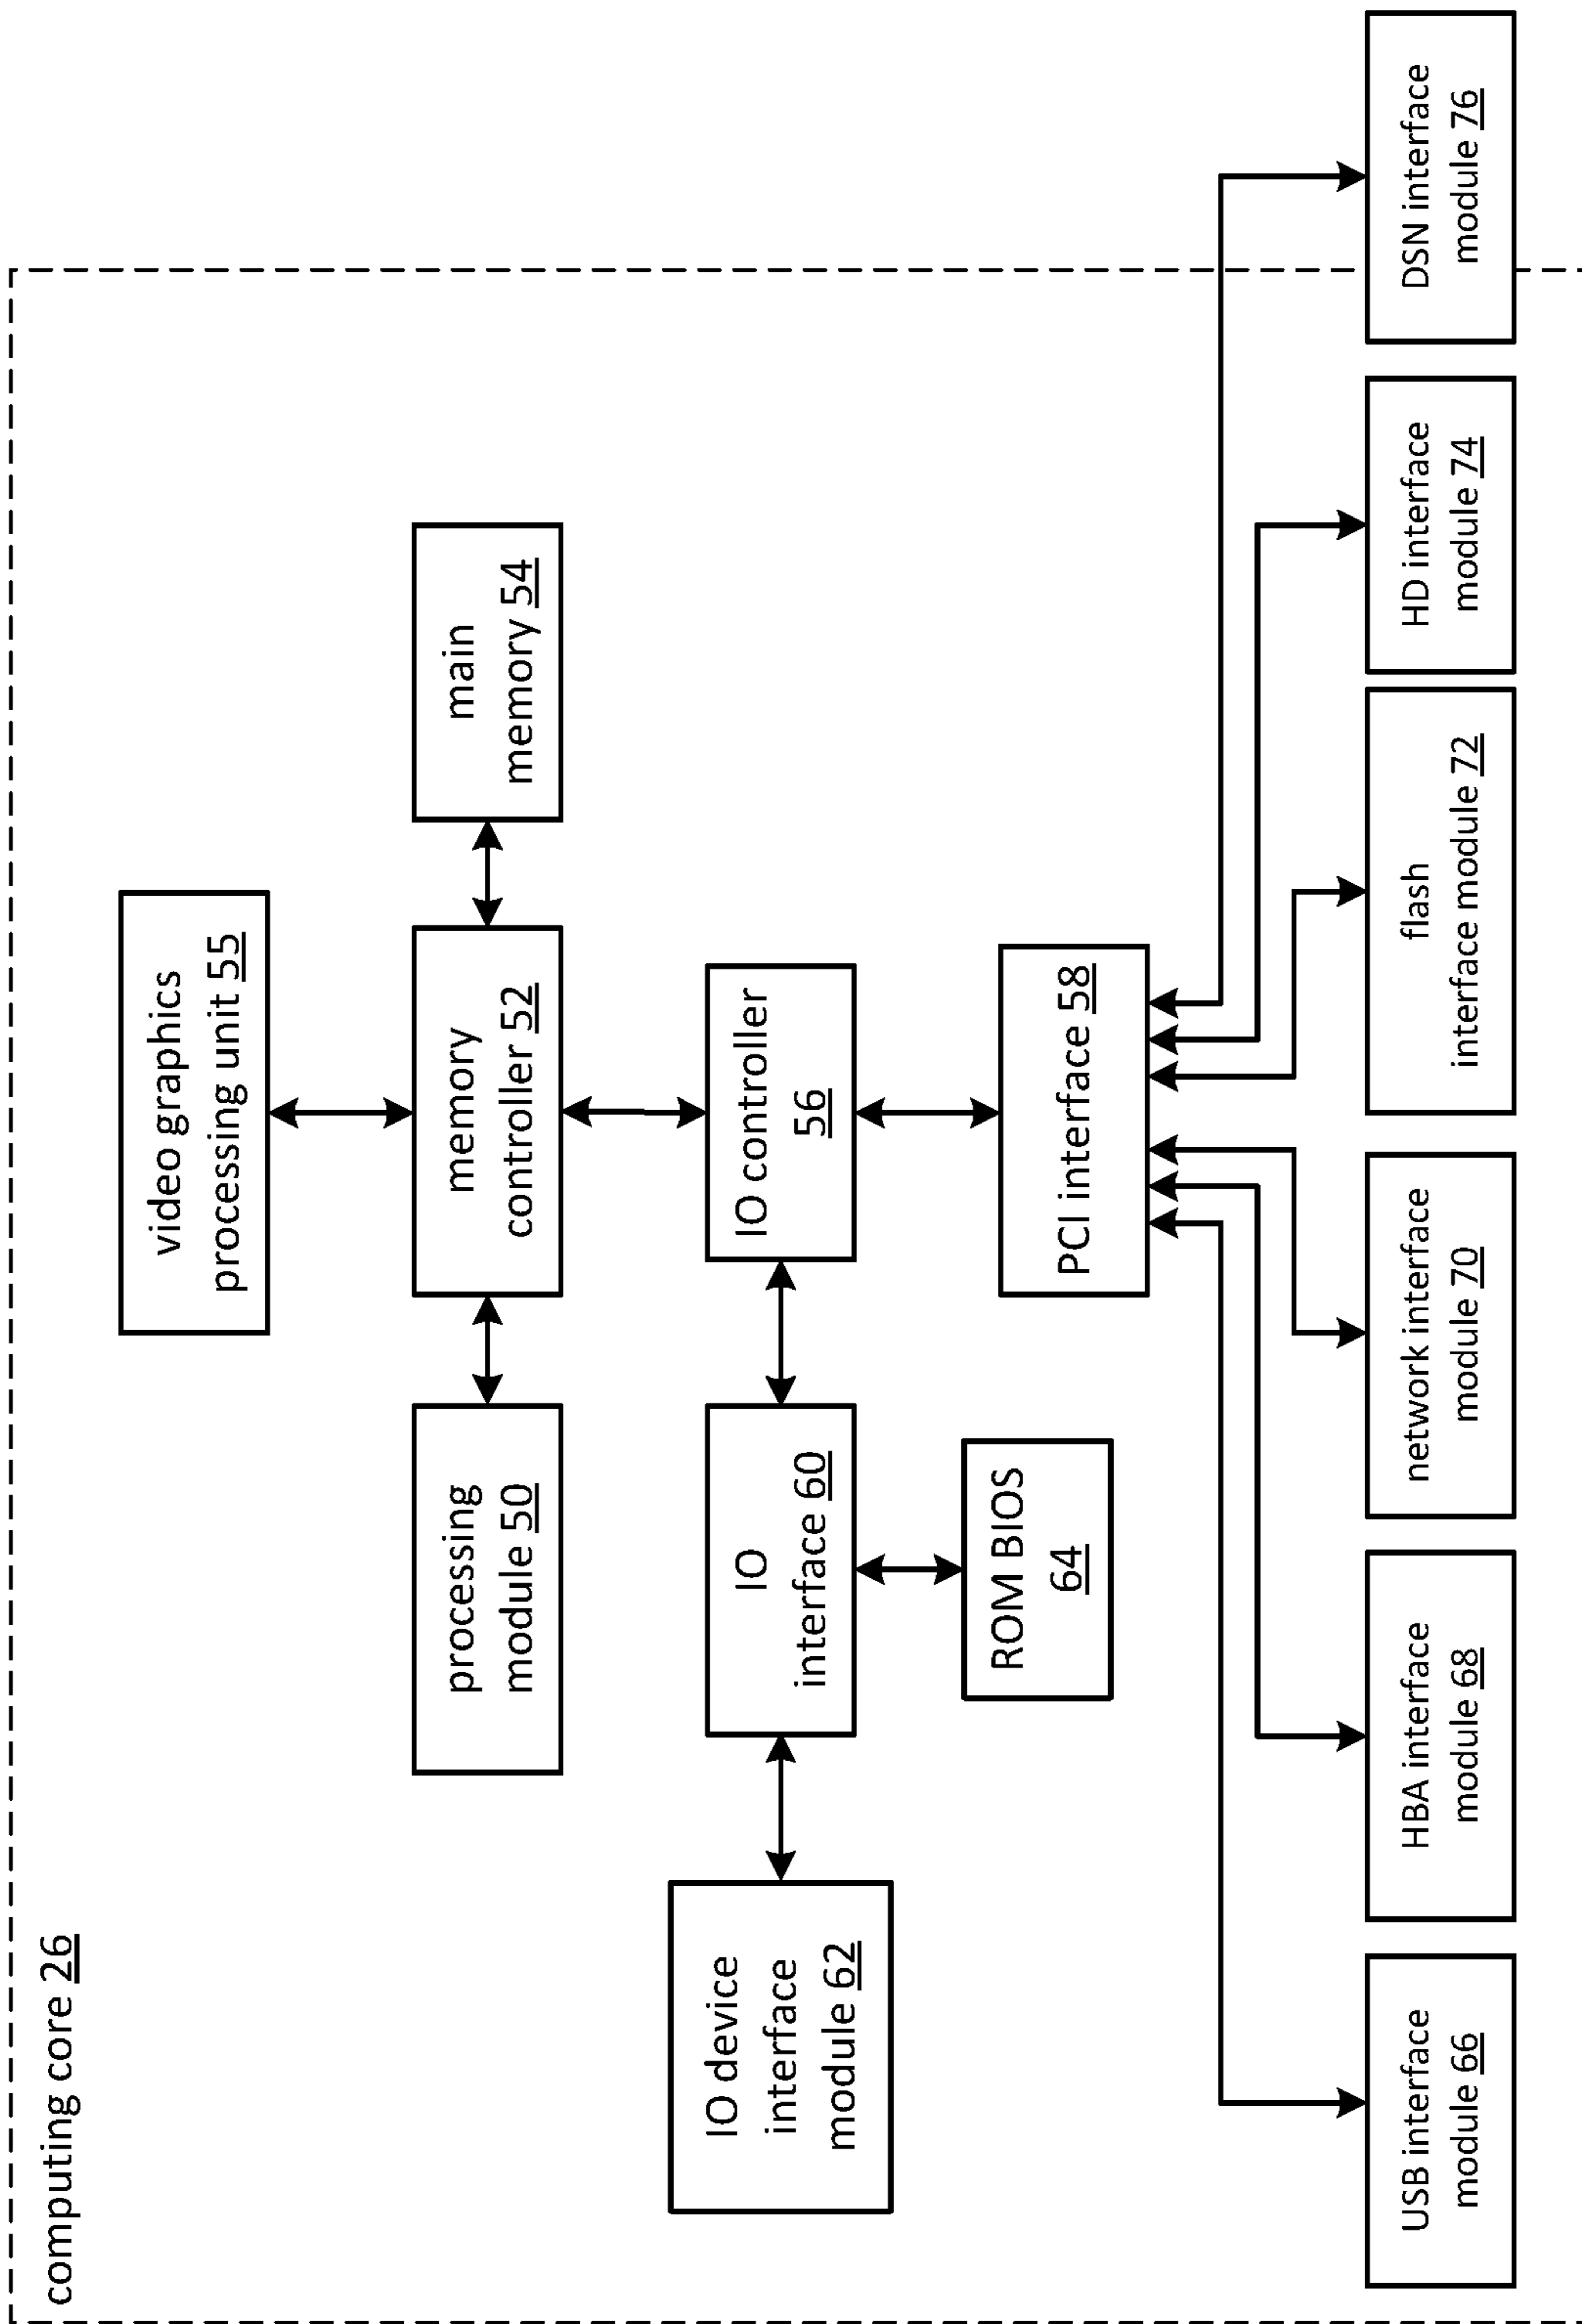 computing core 26
video graphics
processing unit 55
processing
module 50
memory
controller 52
main
memory 54
IO device
interface
module 62
IO
interface 60
IO controller
56
ROM BIOS
64
PCI interface 58
USB interface
module 66
HBA interface
module 68
network interface
module 70
flash
interface module 72
HD interface
module 74
DSN interface
module 76